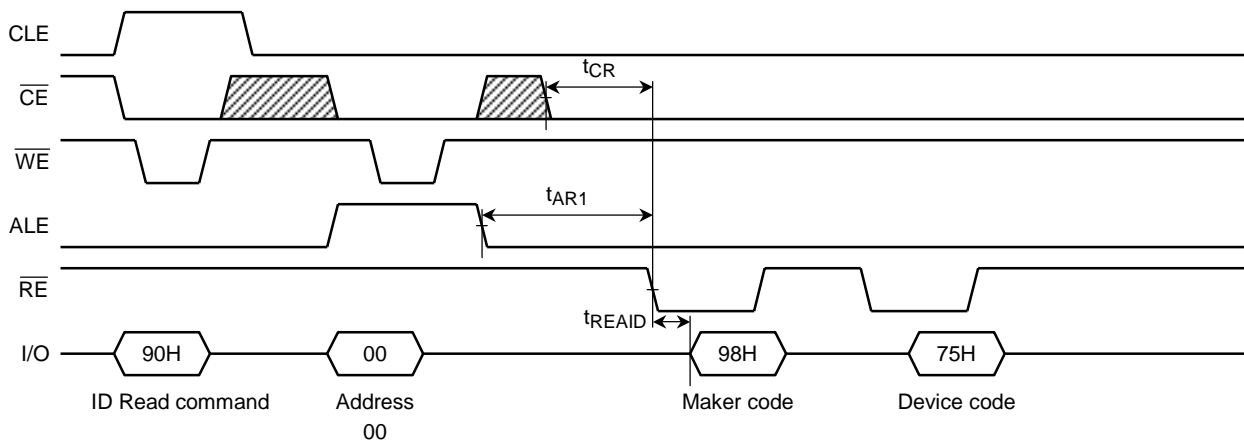 CLE
CE
tCR
WE
ALE
tAR1
RE
tREAID
I/O
90H
00
98H
75H
ID Read command
Address
00
Maker code
Device code